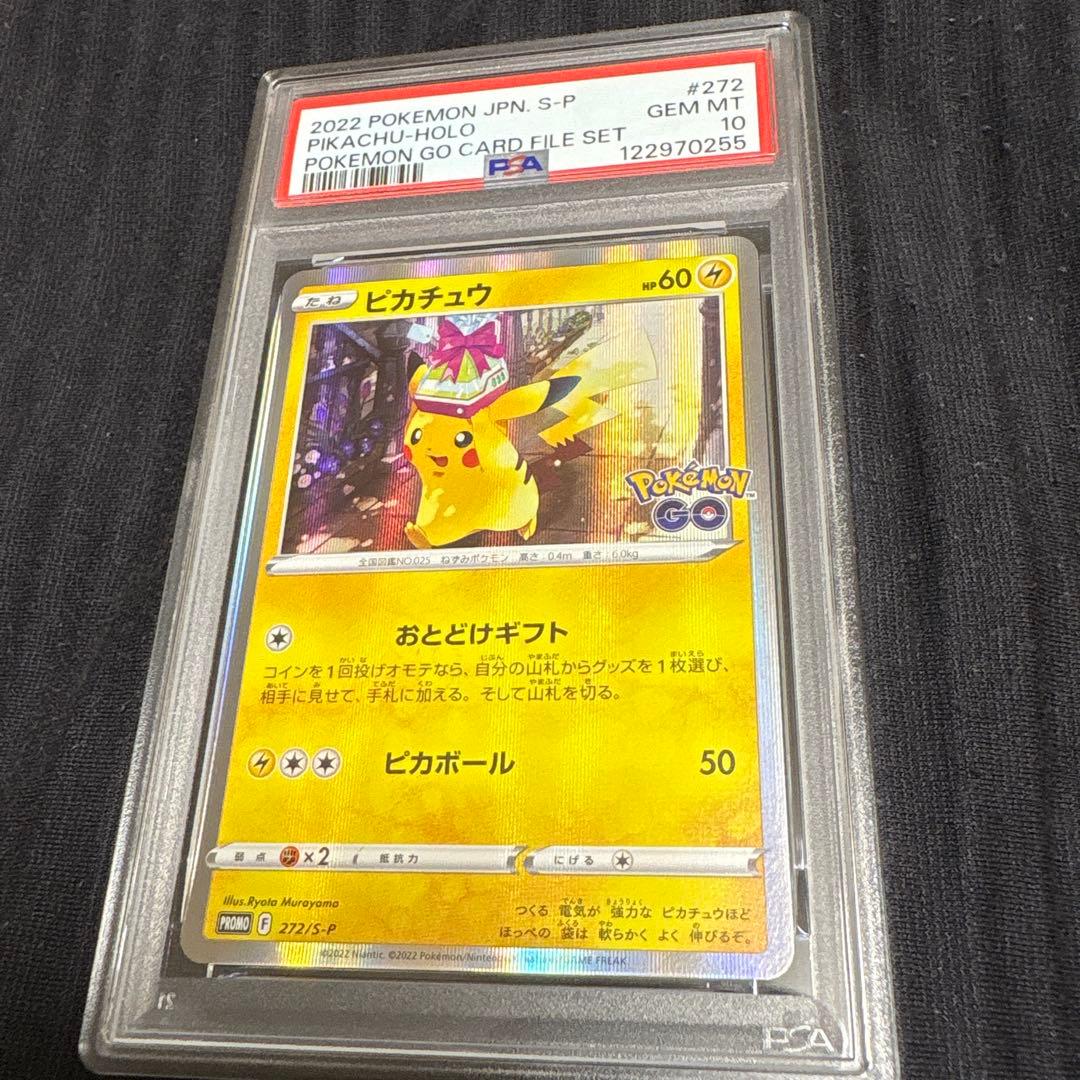 2022 POKEMON JPN. S-P #272
PIKACHU-HOLO GEM MT
POKEMON GO CARD FILE SET 10
PSA 122970255
たね ピカチュウ HP60
POKéMON™
GO
全国図鑑NO.025 ねずみポケモン 高さ:0.4m 重さ:6.0kg
おとどけギフト
コインを1回投げオモテなら、自分の山札からグッズを1枚選び、
相手に見せて、手札に加える。そして山札を切る。
ピカボール 50
弱点 ×2 抵抗力 にげる
Illus.Ryota Murayama
PROMO F 272/S-P
つくる 電気が 強力な ピカチュウほど
ほっぺの 袋は 軟らかく よく 伸びるぞ。
©2022 Niantic. ©2022 Pokémon/Nintendo GAME FREAK
PSA